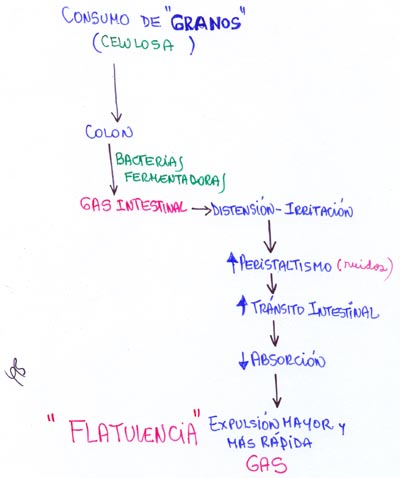 CONSUMO DE "GRANOS"
(CELULOSA)
COLON
BACTERIAS
FERMENTADORAS
GAS INTESTINAL → DISTENSIÓN - IRRITACIÓN
↑ PERISTALTISMO (ruidos)
↑ TRÁNSITO INTESTINAL
↓ ABSORCIÓN
"FLATULENCIA" EXPULSIÓN MAYOR Y
MÁS RÁPIDA
GAS